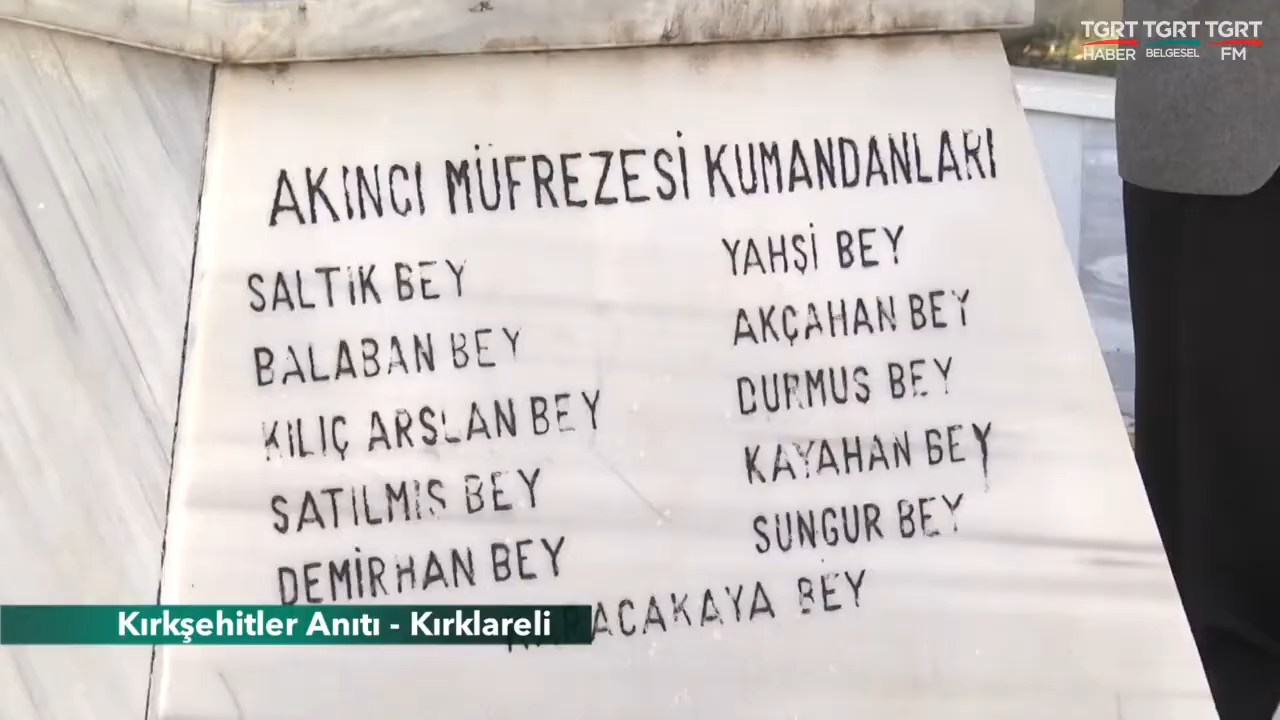 TGRT TGRT TGRT
HABER BELGESEL FM
AKINCI MÜFREZESİ KUMANDANLARI
SALTIK BEY
BALABAN BEY
KILIÇ ARSLAN BEY
SATILMIS BEY
DEMİRHAN BEY
YAHŞİ BEY
AKÇAHAN BEY
DURMUS BEY
KAYAHAN BEY
SUNGUR BEY
BEY
Kırkşehitler Anıtı - Kırklareli